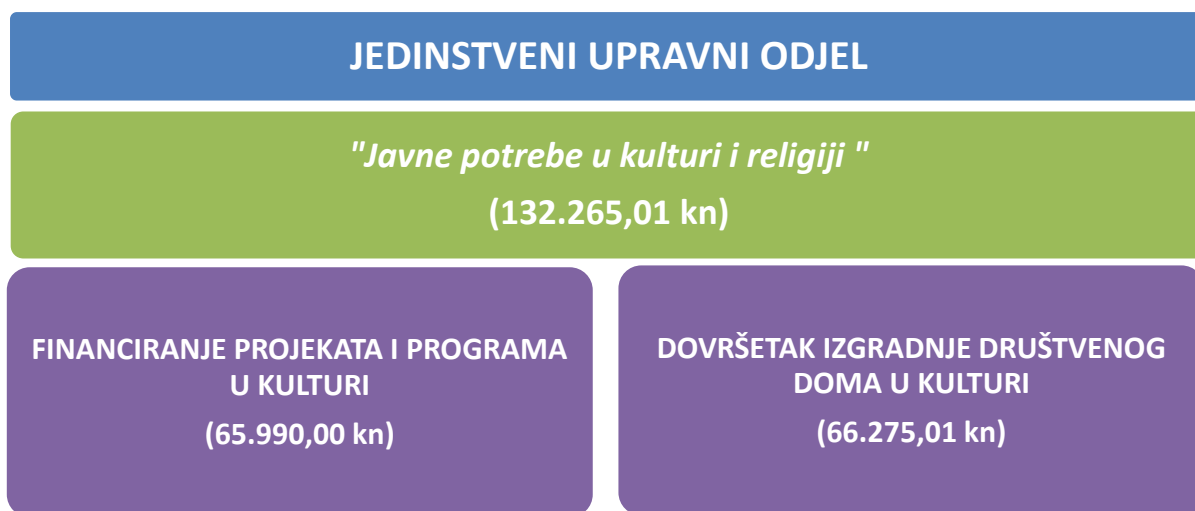 JEDINSTVENI UPRAVNI ODJEL
"Javne potrebe u kulturi i religiji "
(132.265,01 kn)
FINANCIRANJE PROJEKATA I PROGRAMA
U KULTURI
(65.990,00 kn)
DOVRŠETAK IZGRADNJE DRUŠTVENOG
DOMA U KULTURI
(66.275,01 kn)